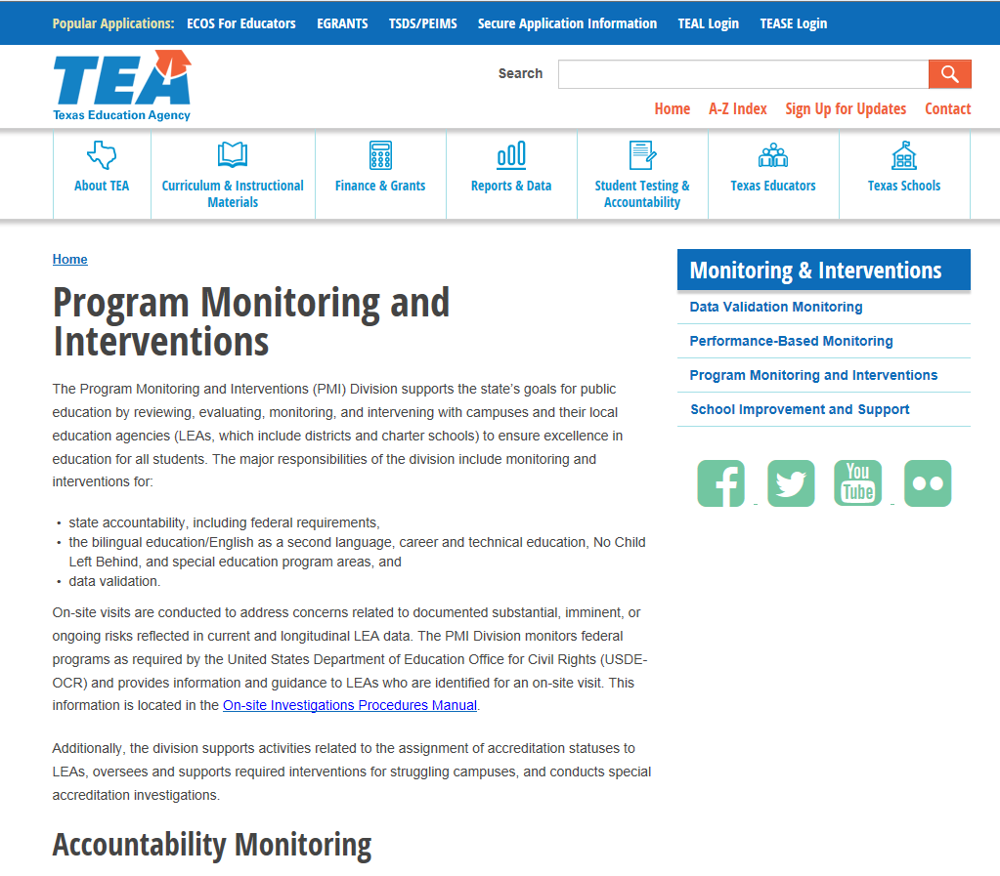 Popular Applications: ECOS For Educators EGRANTS TSDS/PEIMS Secure Application Information TEAL Login TEASE Login
TEA
Texas Education Agency
Search
Home A-Z Index Sign Up for Updates Contact
About TEA
Curriculum & Instructional
Materials
Finance & Grants
Reports & Data
Student Testing &
Accountability
Texas Educators
Texas Schools
Home
Program Monitoring and
Interventions
The Program Monitoring and Interventions (PMI) Division supports the state’s goals for public
education by reviewing, evaluating, monitoring, and intervening with campuses and their local
education agencies (LEAs, which include districts and charter schools) to ensure excellence in
education for all students. The major responsibilities of the division include monitoring and
interventions for:
• state accountability, including federal requirements,
• the bilingual education/English as a second language, career and technical education, No Child
Left Behind, and special education program areas, and
• data validation.
On-site visits are conducted to address concerns related to documented substantial, imminent, or
ongoing risks reflected in current and longitudinal LEA data. The PMI Division monitors federal
programs as required by the United States Department of Education Office for Civil Rights (USDE-
OCR) and provides information and guidance to LEAs who are identified for an on-site visit. This
information is located in the On-site Investigations Procedures Manual.
Additionally, the division supports activities related to the assignment of accreditation statuses to
LEAs, oversees and supports required interventions for struggling campuses, and conducts special
accreditation investigations.
Accountability Monitoring
Monitoring & Interventions
Data Validation Monitoring
Performance-Based Monitoring
Program Monitoring and Interventions
School Improvement and Support
You
Tube